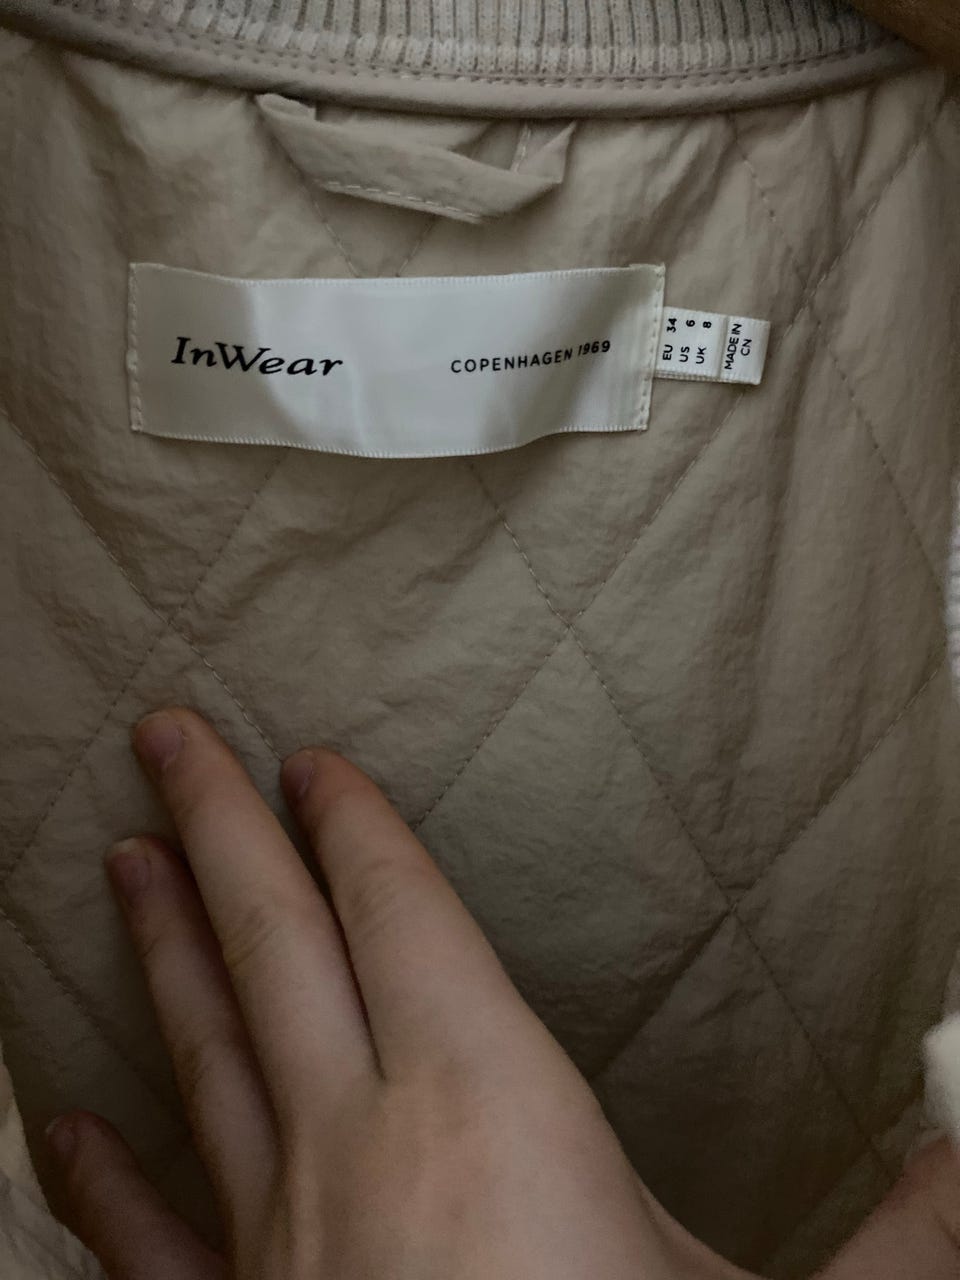 InWear
COPENHAGEN 1969
EU 34
US 6
UK 8
MADE IN
CN